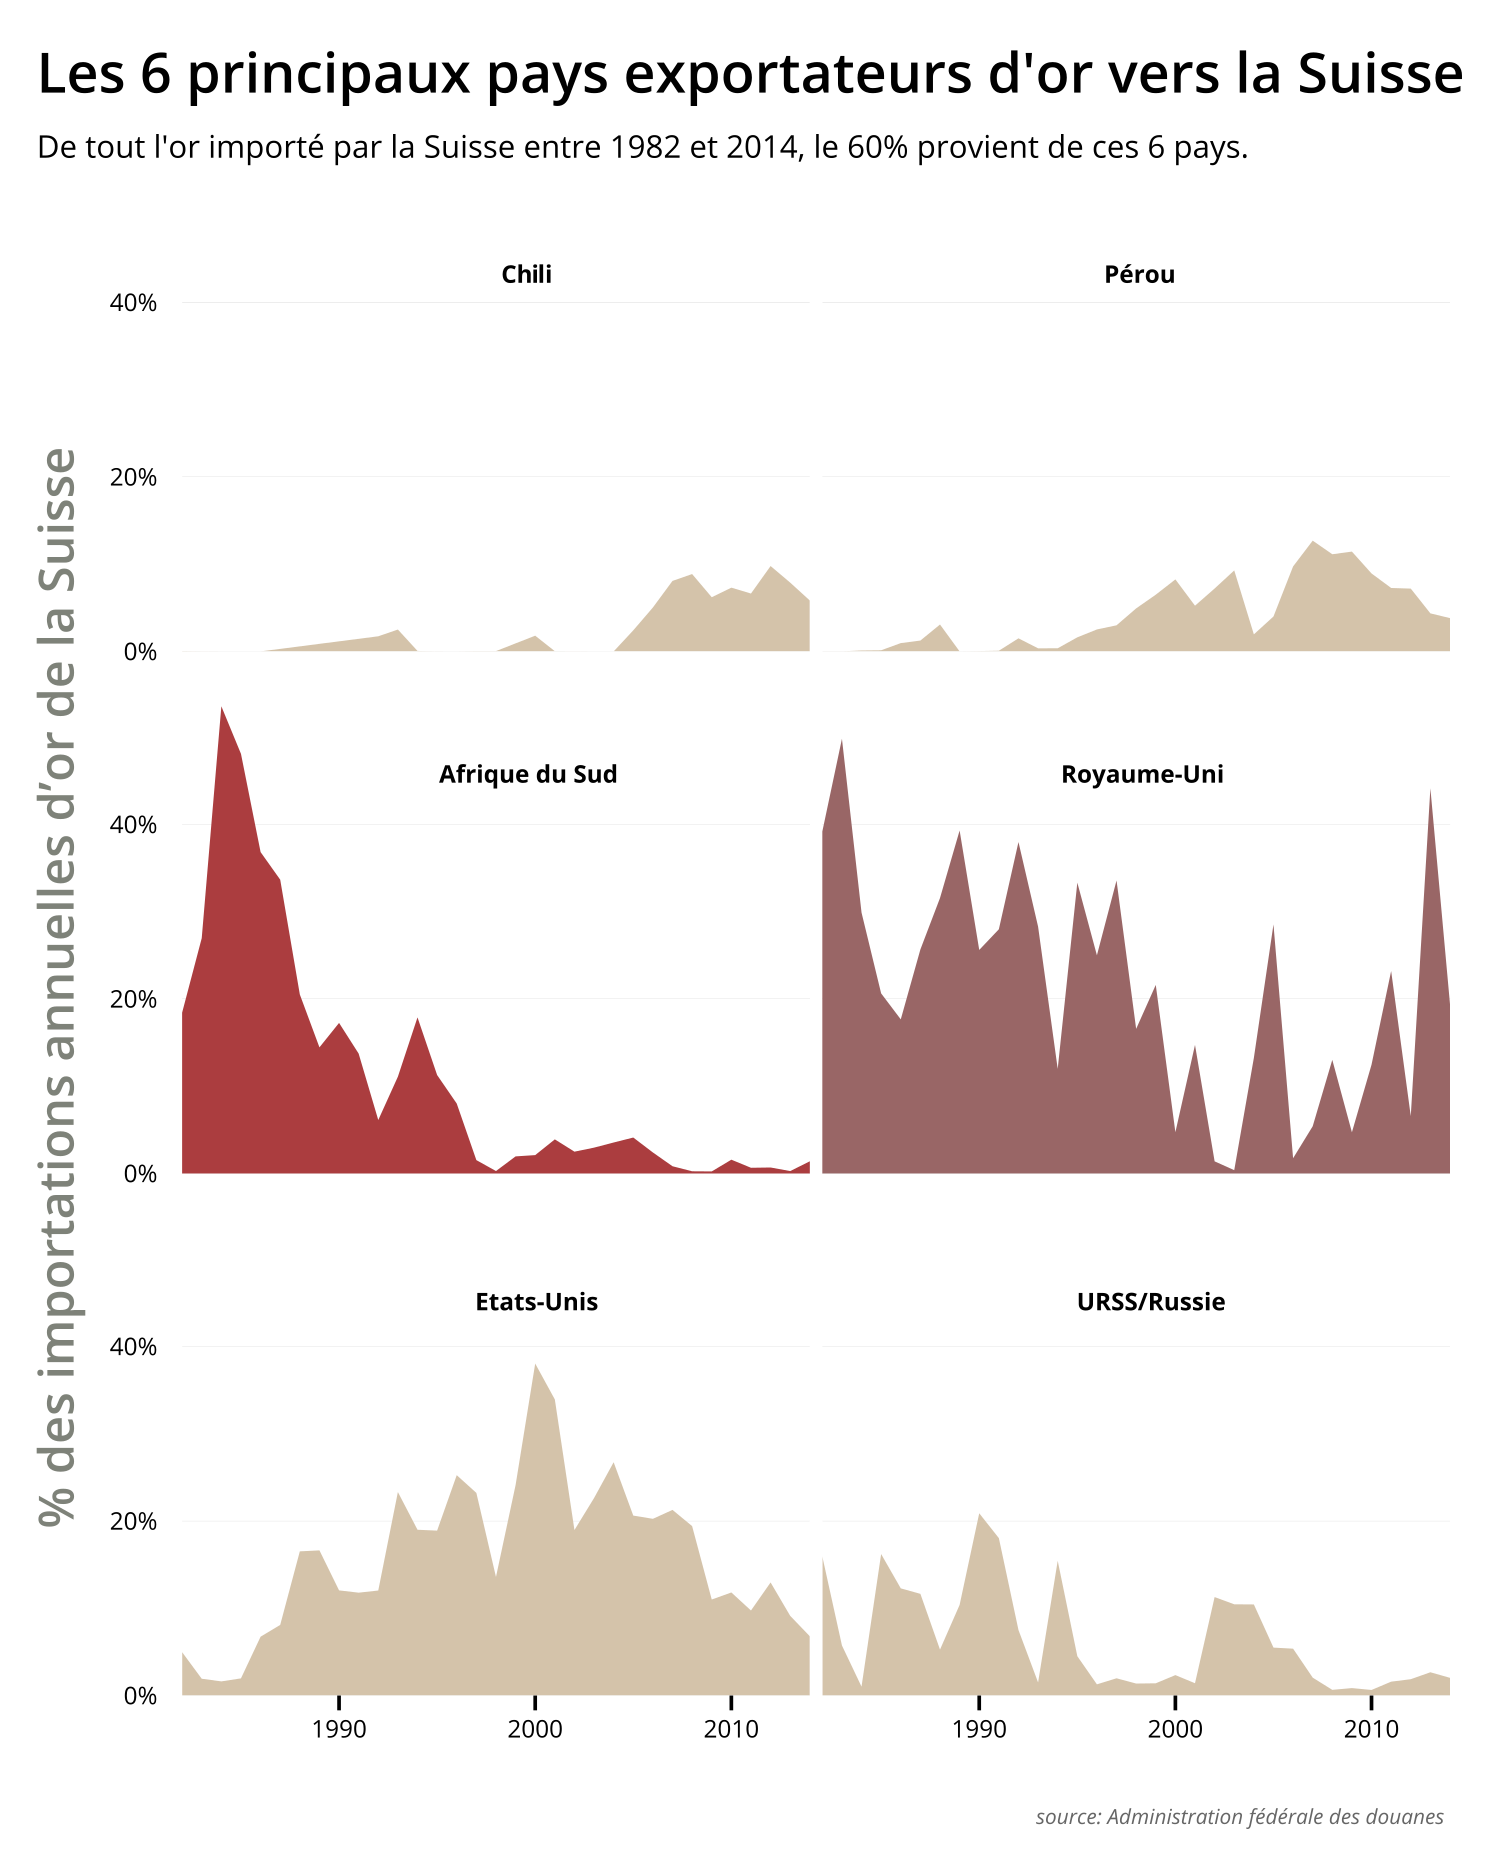 Les 6 principaux pays exportateurs d'or vers la Suisse
De tout l'or importé par la Suisse entre 1982 et 2014, le 60% provient de ces 6 pays.
% des importations annuelles d’or de la Suisse
Chili
Pérou
40%
20%
0%
Afrique du Sud
Royaume-Uni
40%
20%
0%
Etats-Unis
URSS/Russie
40%
20%
0%
1990
2000
2010
1990
2000
2010
source: Administration fédérale des douanes